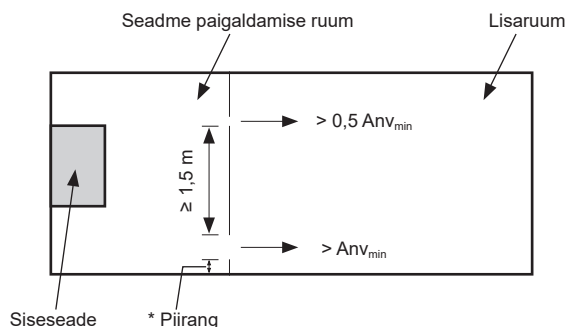 Seadme paigaldamise ruum
Lisaruum
> 0,5 Anvmin
≥ 1,5 m
> Anvmin
Siseseade
* Piirang